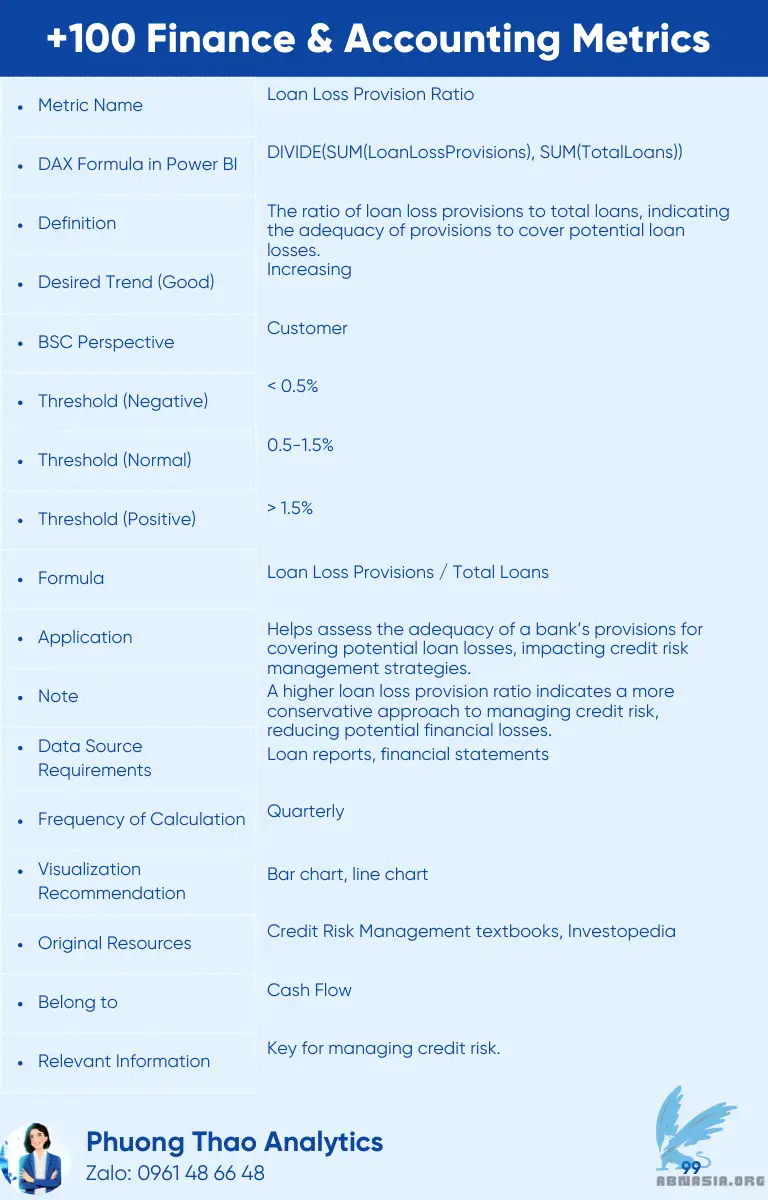 +100 Finance & Accounting Metrics
• Metric Name
Loan Loss Provision Ratio
• DAX Formula in Power BI
DIVIDE(SUM(LoanLossProvisions), SUM(TotalLoans))
• Definition
The ratio of loan loss provisions to total loans, indicating
the adequacy of provisions to cover potential loan
losses.
• Desired Trend (Good)
Increasing
• BSC Perspective
Customer
• Threshold (Negative)
< 0.5%
• Threshold (Normal)
0.5-1.5%
• Threshold (Positive)
> 1.5%
• Formula
Loan Loss Provisions / Total Loans
• Application
Helps assess the adequacy of a bank’s provisions for
covering potential loan losses, impacting credit risk
management strategies.
• Note
A higher loan loss provision ratio indicates a more
conservative approach to managing credit risk,
reducing potential financial losses.
• Data Source
Requirements
Loan reports, financial statements
• Frequency of Calculation
Quarterly
• Visualization
Recommendation
Bar chart, line chart
• Original Resources
Credit Risk Management textbooks, Investopedia
• Belong to
Cash Flow
• Relevant Information
Key for managing credit risk.
Phuong Thao Analytics
Zalo: 0961 48 66 48
99
ABNASIA.ORG